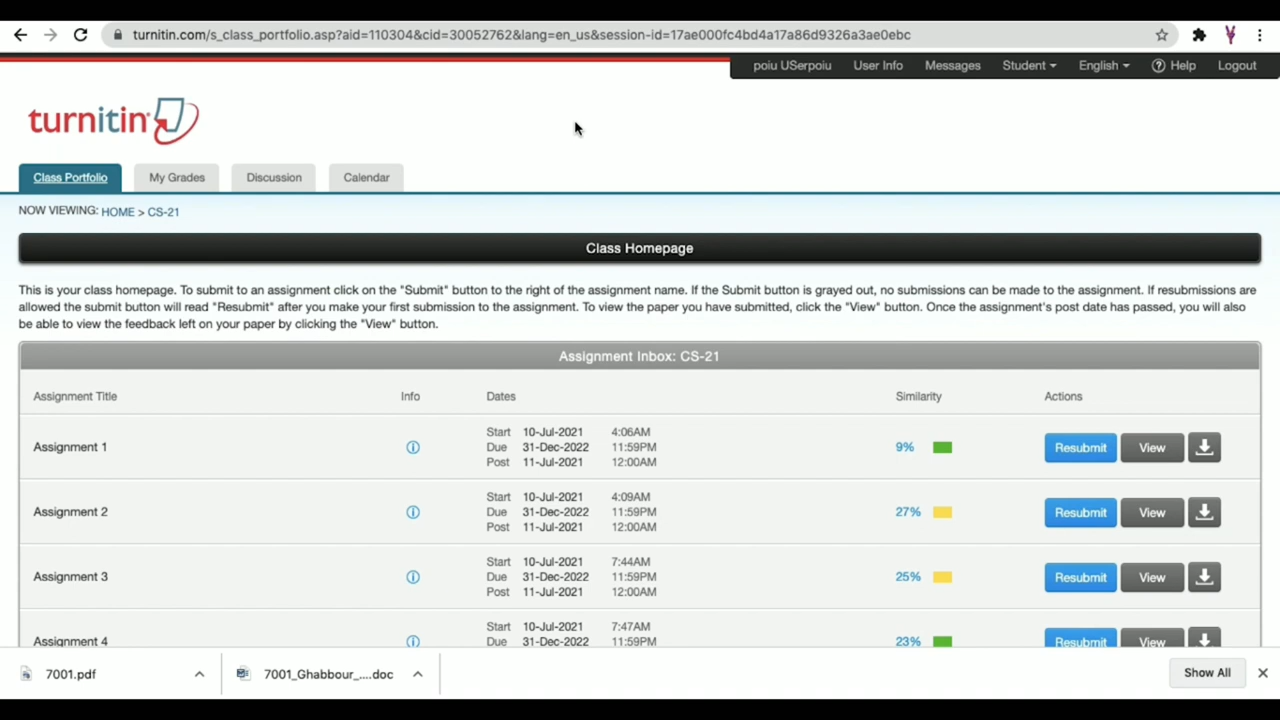 turnitin.com/s_class_portfolio.asp?aid=110304&cid=30052762&lang=en_us&session-id=17ae000fc4bd4a17a86d9326a3ae0ebc
poiu USerpoiu User Info Messages Student English Help Logout
turnitin
Class Portfolio My Grades Discussion Calendar
NOW VIEWING: HOME > CS-21
Class Homepage
This is your class homepage. To submit to an assignment click on the "Submit" button to the right of the assignment name. If the Submit button is grayed out, no submissions can be made to the assignment. If resubmissions are
allowed the submit button will read "Resubmit" after you make your first submission to the assignment. To view the paper you have submitted, click the "View" button. Once the assignment's post date has passed, you will also
be able to view the feedback left on your paper by clicking the "View" button.
Assignment Inbox: CS-21
Assignment Title Info Dates Similarity Actions
Start 10-Jul-2021 4:06AM
Assignment 1 Due 31-Dec-2022 11:59PM 9% Resubmit View
Post 11-Jul-2021 12:00AM
Start 10-Jul-2021 4:09AM
Assignment 2 Due 31-Dec-2022 11:59PM 27% Resubmit View
Post 11-Jul-2021 12:00AM
Start 10-Jul-2021 7:44AM
Assignment 3 Due 31-Dec-2022 11:59PM 25% Resubmit View
Post 11-Jul-2021 12:00AM
Start 10-Jul-2021 7:47AM
Assignment 4 Due 31-Dec-2022 11:59PM 23% Resubmit View
7001.pdf 7001_Ghabbour_....doc Show All